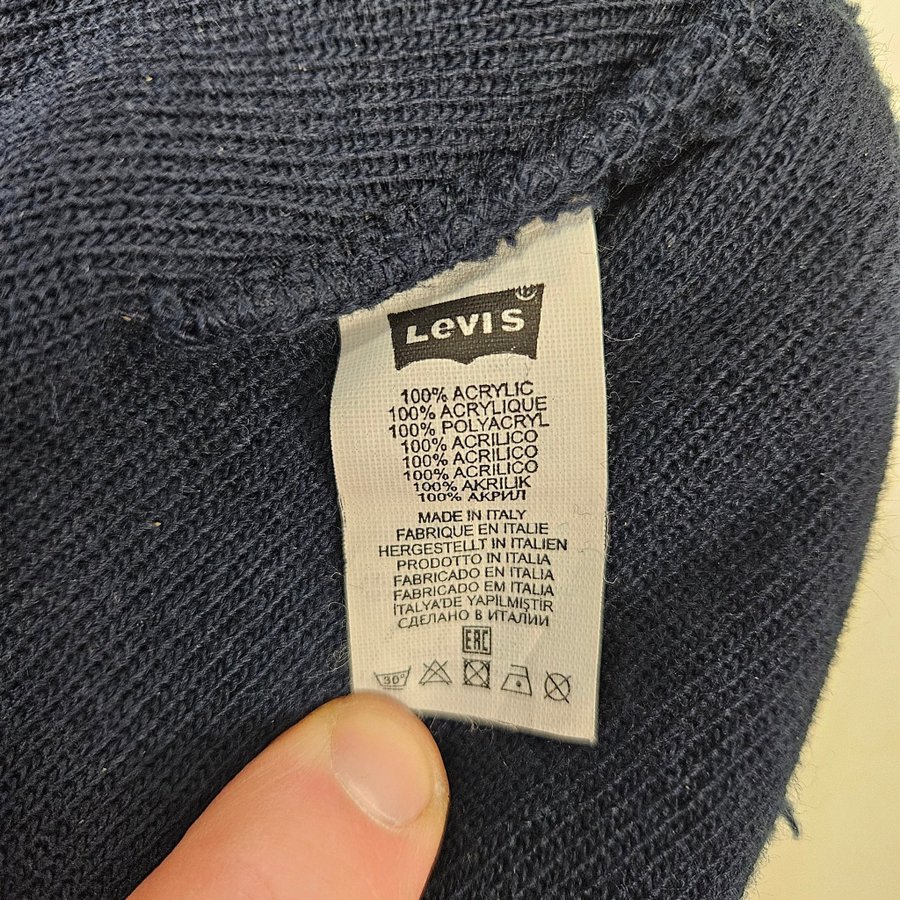 LeVI'S®
100% ACRYLIC
100% ACRYLIQUE
100% POLYACRYL
100% ACRILICO
100% ACRILICO
100% ACRILICO
100% AKRILIK
100% АКРИЛ
MADE IN ITALY
FABRIQUE EN ITALIE
HERGESTELLT IN ITALIEN
PRODOTTO IN ITALIA
FABRICADO EN ITALIA
FABRICADO EM ITALIA
İTALYA'DE YAPILMIŞTIR
СДЕЛАНО В ИТАЛИИ
EAC
30°